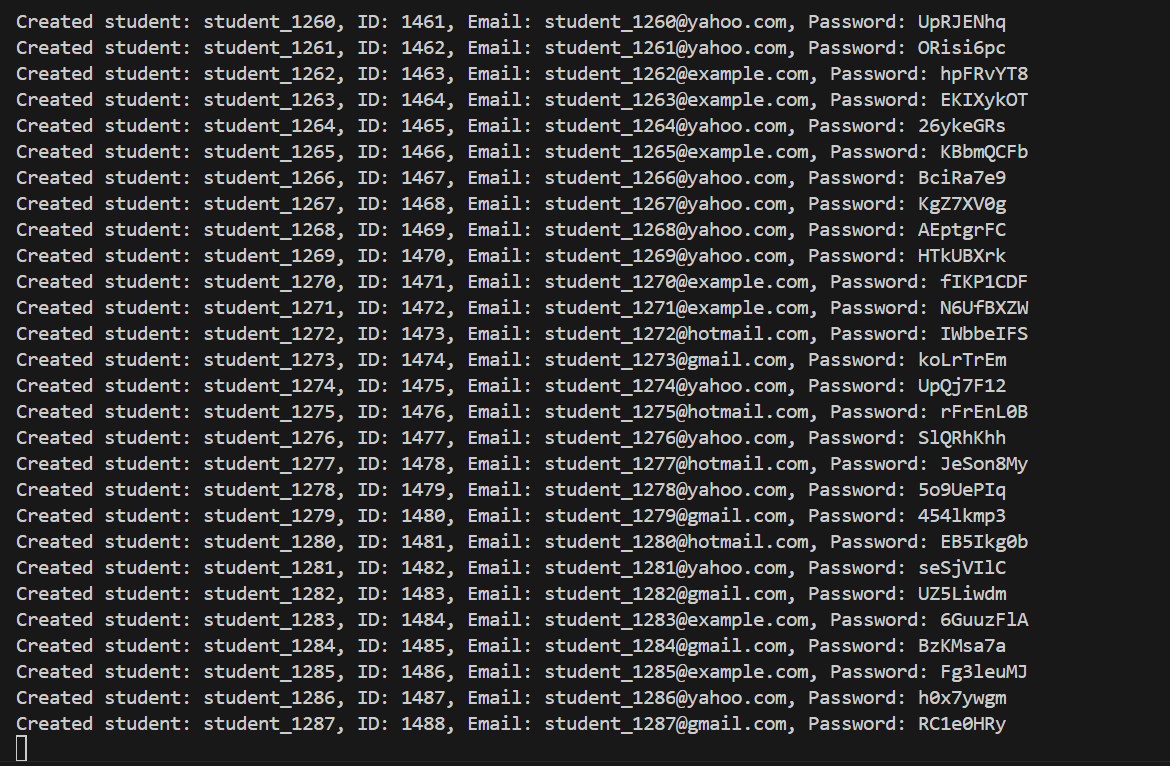 Created student: student_1260, ID: 1461, Email: student_1260@yahoo.com, Password: UpRJENhq
Created student: student_1261, ID: 1462, Email: student_1261@yahoo.com, Password: ORisi6pc
Created student: student_1262, ID: 1463, Email: student_1262@example.com, Password: hpFRvYT8
Created student: student_1263, ID: 1464, Email: student_1263@example.com, Password: EKIXykOT
Created student: student_1264, ID: 1465, Email: student_1264@yahoo.com, Password: 26ykeGRs
Created student: student_1265, ID: 1466, Email: student_1265@example.com, Password: KBbmQCFb
Created student: student_1266, ID: 1467, Email: student_1266@yahoo.com, Password: BciRa7e9
Created student: student_1267, ID: 1468, Email: student_1267@yahoo.com, Password: KgZ7XV0g
Created student: student_1268, ID: 1469, Email: student_1268@yahoo.com, Password: AEptgrFC
Created student: student_1269, ID: 1470, Email: student_1269@yahoo.com, Password: HTkUBXrk
Created student: student_1270, ID: 1471, Email: student_1270@example.com, Password: fIKP1CDF
Created student: student_1271, ID: 1472, Email: student_1271@example.com, Password: N6UfBXZW
Created student: student_1272, ID: 1473, Email: student_1272@hotmail.com, Password: IWbbeIFS
Created student: student_1273, ID: 1474, Email: student_1273@gmail.com, Password: koLrTrEm
Created student: student_1274, ID: 1475, Email: student_1274@yahoo.com, Password: UpQj7F12
Created student: student_1275, ID: 1476, Email: student_1275@hotmail.com, Password: rFrEnL0B
Created student: student_1276, ID: 1477, Email: student_1276@yahoo.com, Password: SlQRhKhh
Created student: student_1277, ID: 1478, Email: student_1277@hotmail.com, Password: JeSon8My
Created student: student_1278, ID: 1479, Email: student_1278@yahoo.com, Password: 5o9UePIq
Created student: student_1279, ID: 1480, Email: student_1279@gmail.com, Password: 454lkmp3
Created student: student_1280, ID: 1481, Email: student_1280@hotmail.com, Password: EB5Ikg0b
Created student: student_1281, ID: 1482, Email: student_1281@yahoo.com, Password: seSjVIlC
Created student: student_1282, ID: 1483, Email: student_1282@gmail.com, Password: UZ5Liwdm
Created student: student_1283, ID: 1484, Email: student_1283@example.com, Password: 6GuuzFlA
Created student: student_1284, ID: 1485, Email: student_1284@gmail.com, Password: BzKMsa7a
Created student: student_1285, ID: 1486, Email: student_1285@example.com, Password: Fg3leuMJ
Created student: student_1286, ID: 1487, Email: student_1286@yahoo.com, Password: h0x7ywgm
Created student: student_1287, ID: 1488, Email: student_1287@gmail.com, Password: RC1e0HRy